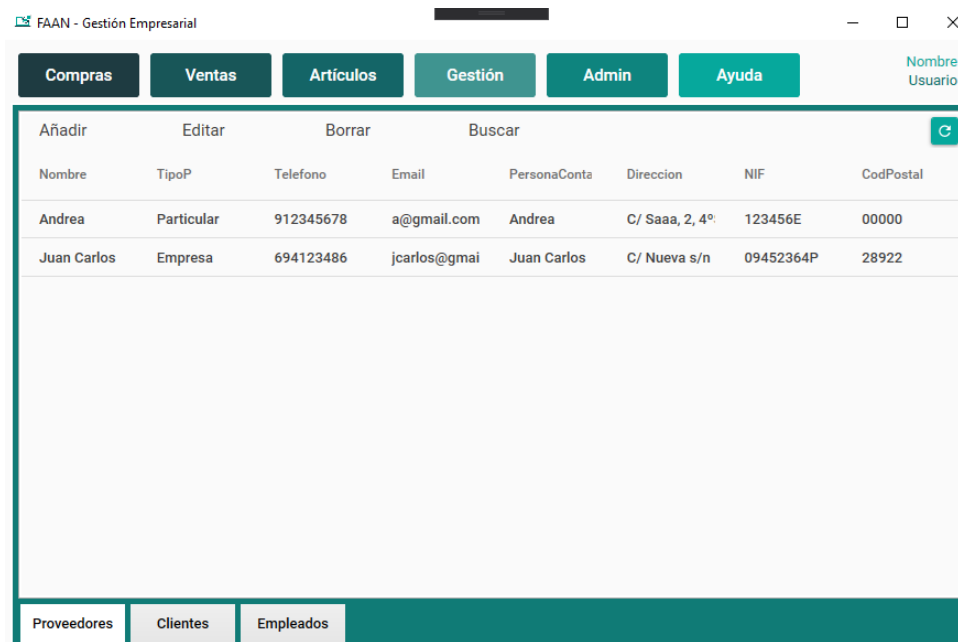 FAAN - Gestión Empresarial
Compras Ventas Artículos Gestión Admin Ayuda
Nombre
Usuario
Añadir Editar Borrar Buscar
Nombre TipoP Telefono Email PersonaConta Direccion NIF CodPostal
Andrea Particular 912345678 a@gmail.com Andrea C/ Saaa, 2, 4º 123456E 00000
Juan Carlos Empresa 694123486 jcarlos@gmai Juan Carlos C/ Nueva s/n 09452364P 28922
Proveedores Clientes Empleados